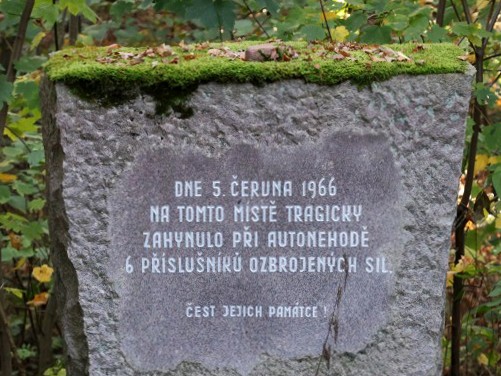 DNE 5. ČERVNA 1966
NA TOMTO MÍSTĚ TRAGICKY
ZAHYNULO PŘI AUTONEHODĚ
6 PŘÍSLUŠNÍKŮ OZBROJENÝCH SIL.
ČEST JEJICH PAMÁTCE!